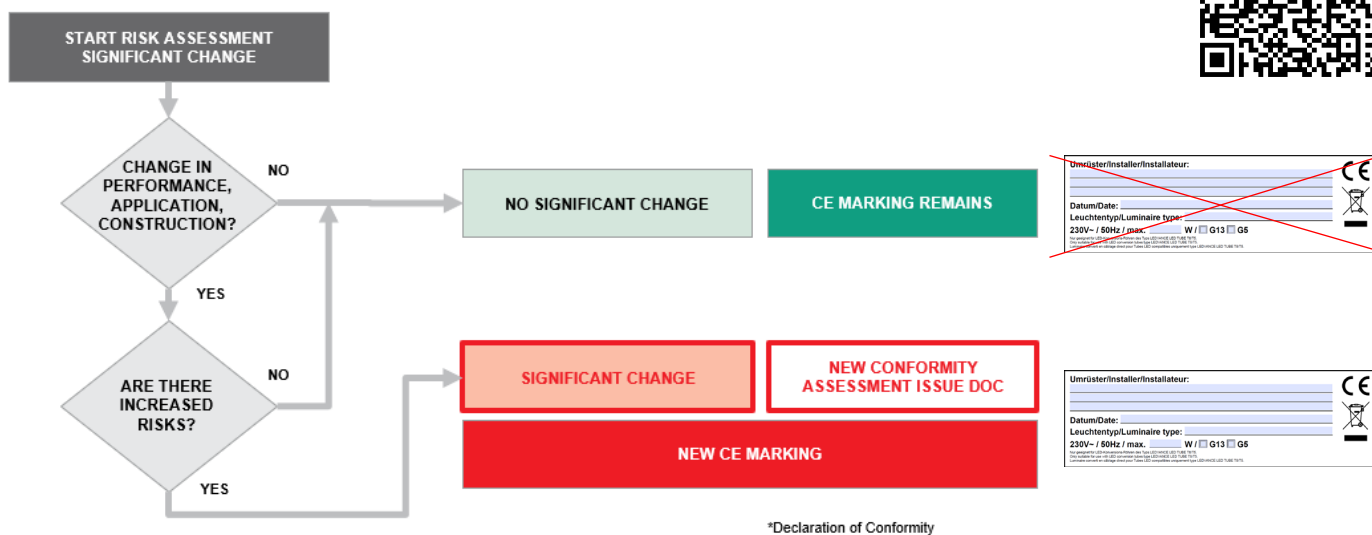 START RISK ASSESSMENT
SIGNIFICANT CHANGE
CHANGE IN
PERFORMANCE,
APPLICATION,
CONSTRUCTION?
NO
NO SIGNIFICANT CHANGE
CE MARKING REMAINS
Umrüster/Installer/Installateur:
CE
Datum/Date:
Leuchtentyp/Luminaire type:
230V~ / 50Hz / max. W / G13 G5
YES
ARE THERE
INCREASED
RISKS?
NO
SIGNIFICANT CHANGE
NEW CONFORMITY
ASSESSMENT ISSUE DOC
NEW CE MARKING
Umrüster/Installer/Installateur:
CE
Datum/Date:
Leuchtentyp/Luminaire type:
230V~ / 50Hz / max. W / G13 G5
YES
*Declaration of Conformity